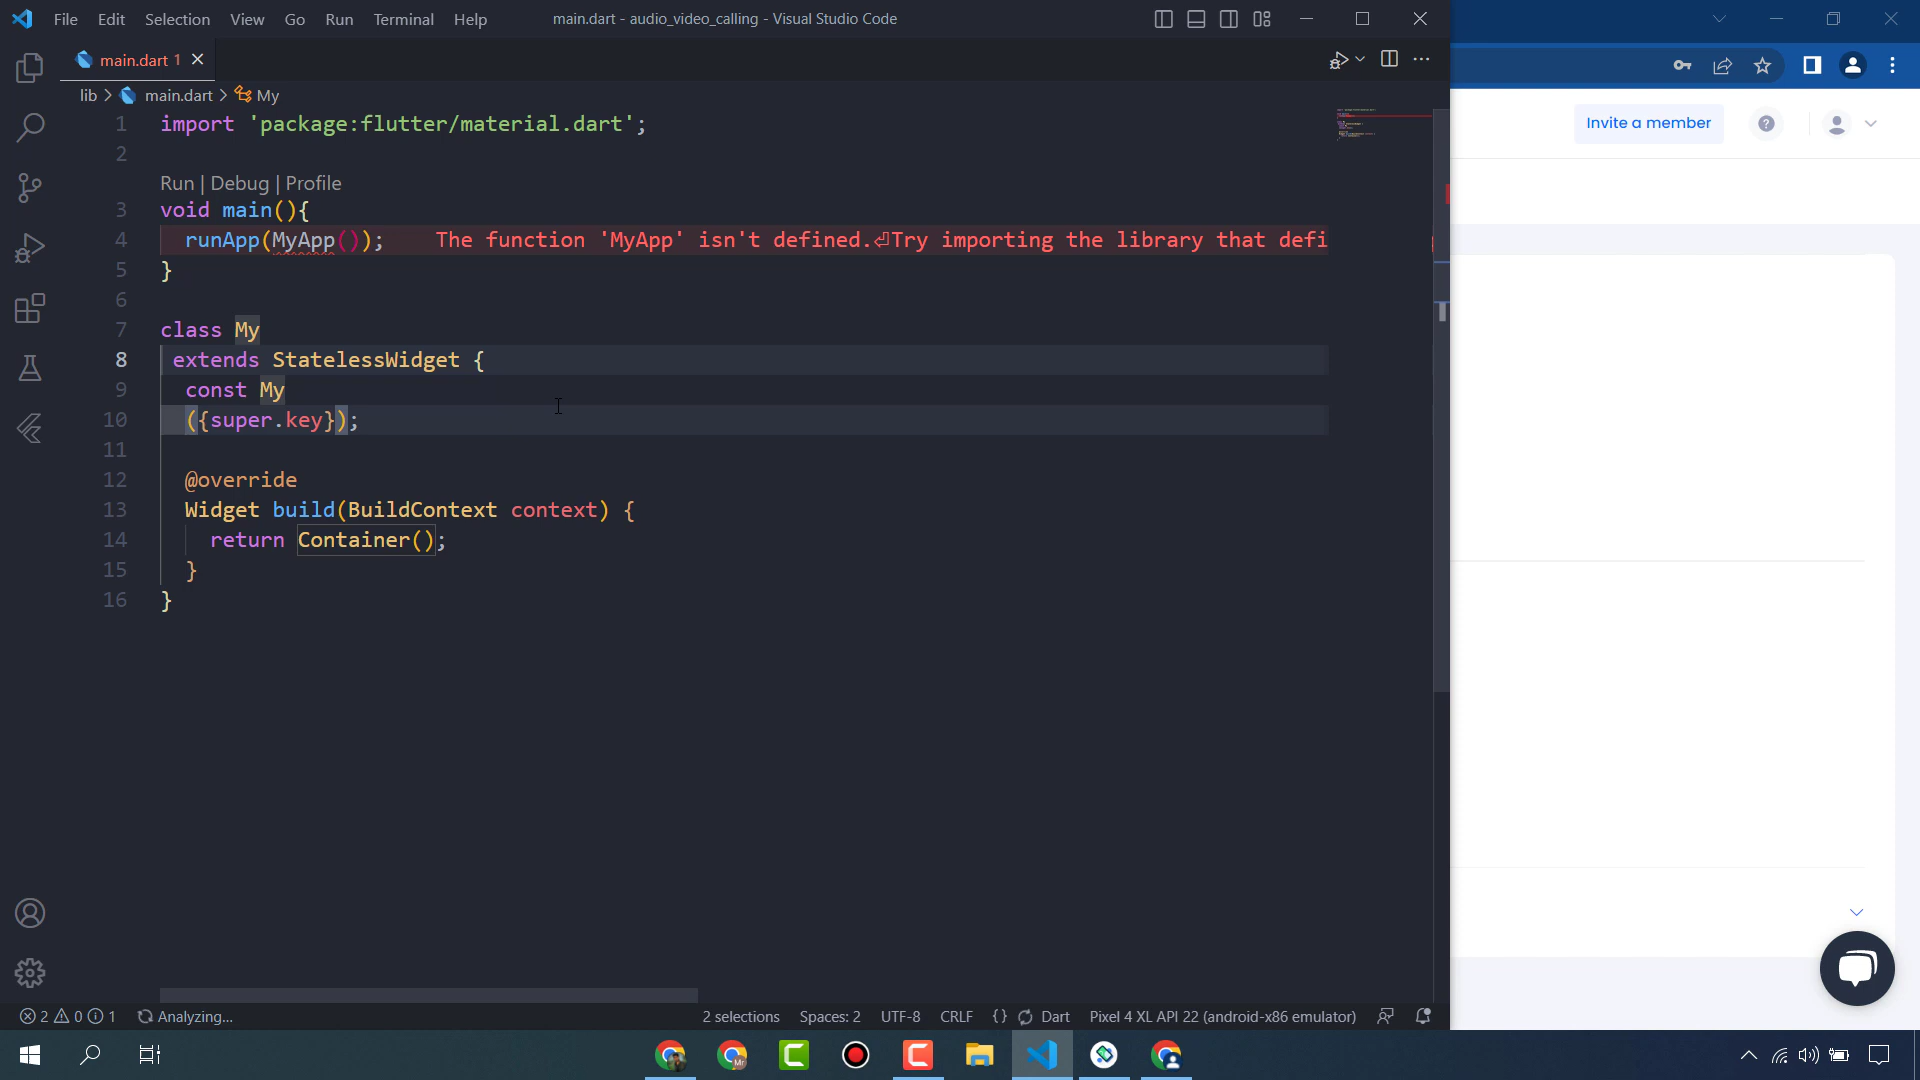 File Edit Selection View Go Run Terminal Help main.dart - audio_video_calling - Visual Studio Code
main.dart 1
lib > main.dart > My
Invite a member
1 import 'package:flutter/material.dart';
2
Run | Debug | Profile
3 void main(){
4 runApp(MyApp()); The function 'MyApp' isn't defined.⏎Try importing the library that defi
5 }
6
7 class My
8 extends StatelessWidget {
9 const My
10 ({super.key});
11
12 @override
13 Widget build(BuildContext context) {
14 return Container();
15 }
16 }
2 0 1 Analyzing... 2 selections Spaces: 2 UTF-8 CRLF {} Dart Pixel 4 XL API 22 (android-x86 emulator)